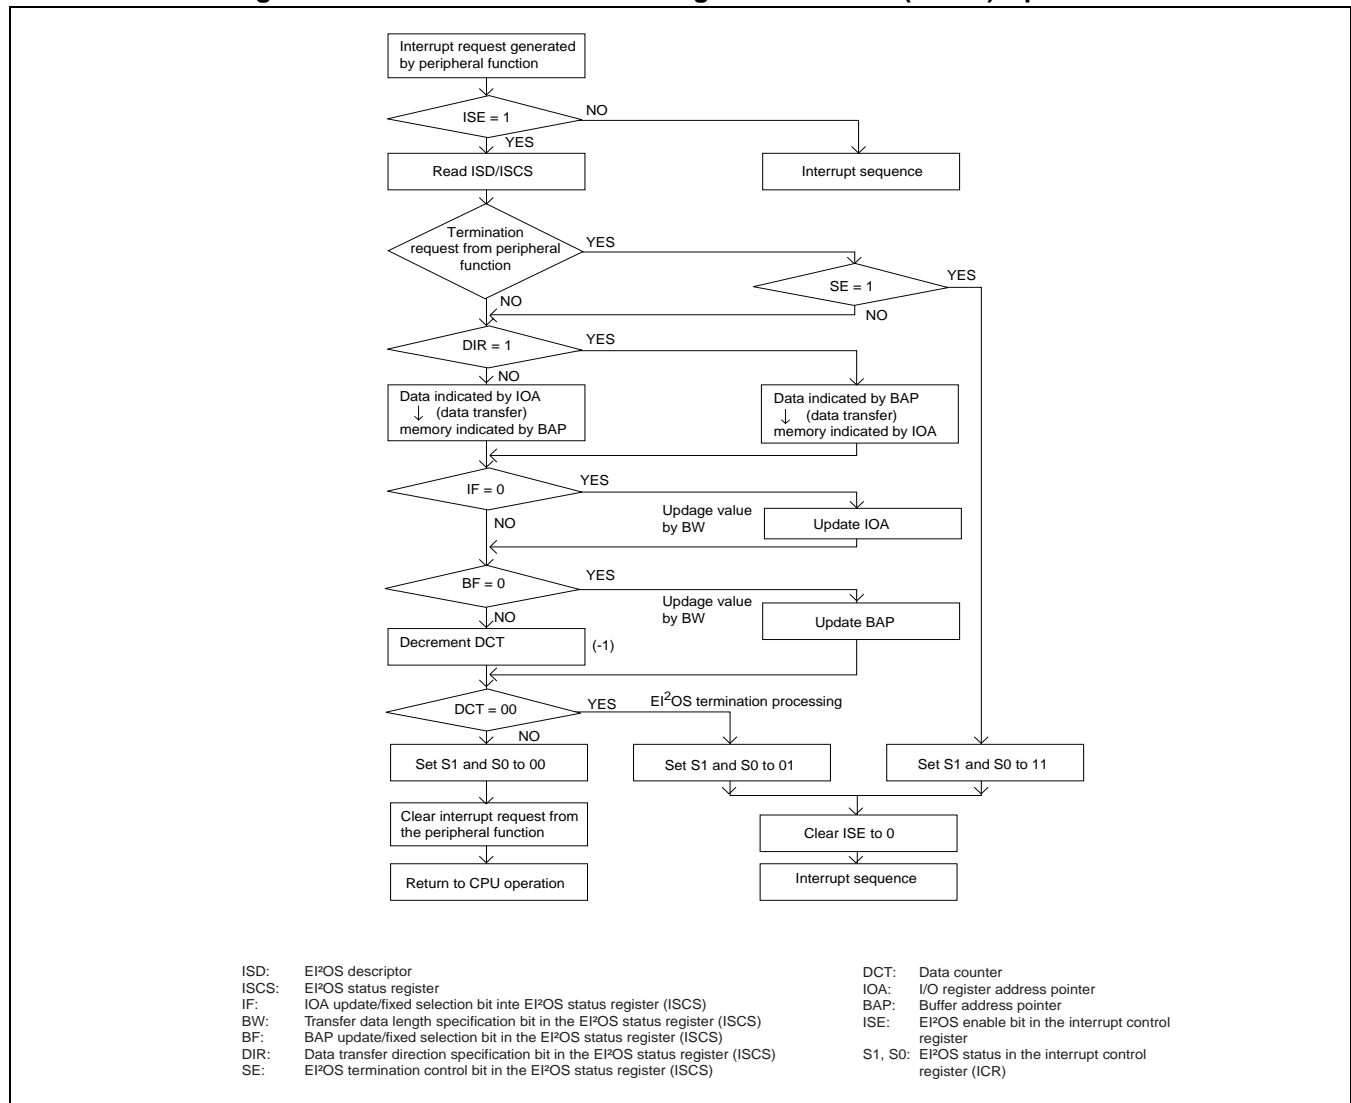 Interrupt request generated
by peripheral function
ISE = 1
NO
YES
Read ISD/ISCS
Interrupt sequence
Termination
request from peripheral
function
YES
NO
SE = 1
YES
NO
DIR = 1
YES
NO
Data indicated by IOA
↓ (data transfer)
memory indicated by BAP
Data indicated by BAP
↓ (data transfer)
memory indicated by IOA
IF = 0
YES
NO
Updage value
by BW
Update IOA
BF = 0
YES
NO
Updage value
by BW
Update BAP
Decrement DCT
(-1)
DCT = 00
YES
EI²OS termination processing
NO
Set S1 and S0 to 00
Set S1 and S0 to 01
Set S1 and S0 to 11
Clear interrupt request from
the peripheral function
Clear ISE to 0
Return to CPU operation
Interrupt sequence
ISD: EI²OS descriptor
ISCS: EI²OS status register
IF: IOA update/fixed selection bit inte EI²OS status register (ISCS)
BW: Transfer data length specification bit in the EI²OS status register (ISCS)
BF: BAP update/fixed selection bit in the EI²OS status register (ISCS)
DIR: Data transfer direction specification bit in the EI²OS status register (ISCS)
SE: EI²OS termination control bit in the EI²OS status register (ISCS)
DCT: Data counter
IOA: I/O register address pointer
BAP: Buffer address pointer
ISE: EI²OS enable bit in the interrupt control
register
S1, S0: EI²OS status in the interrupt control
register (ICR)